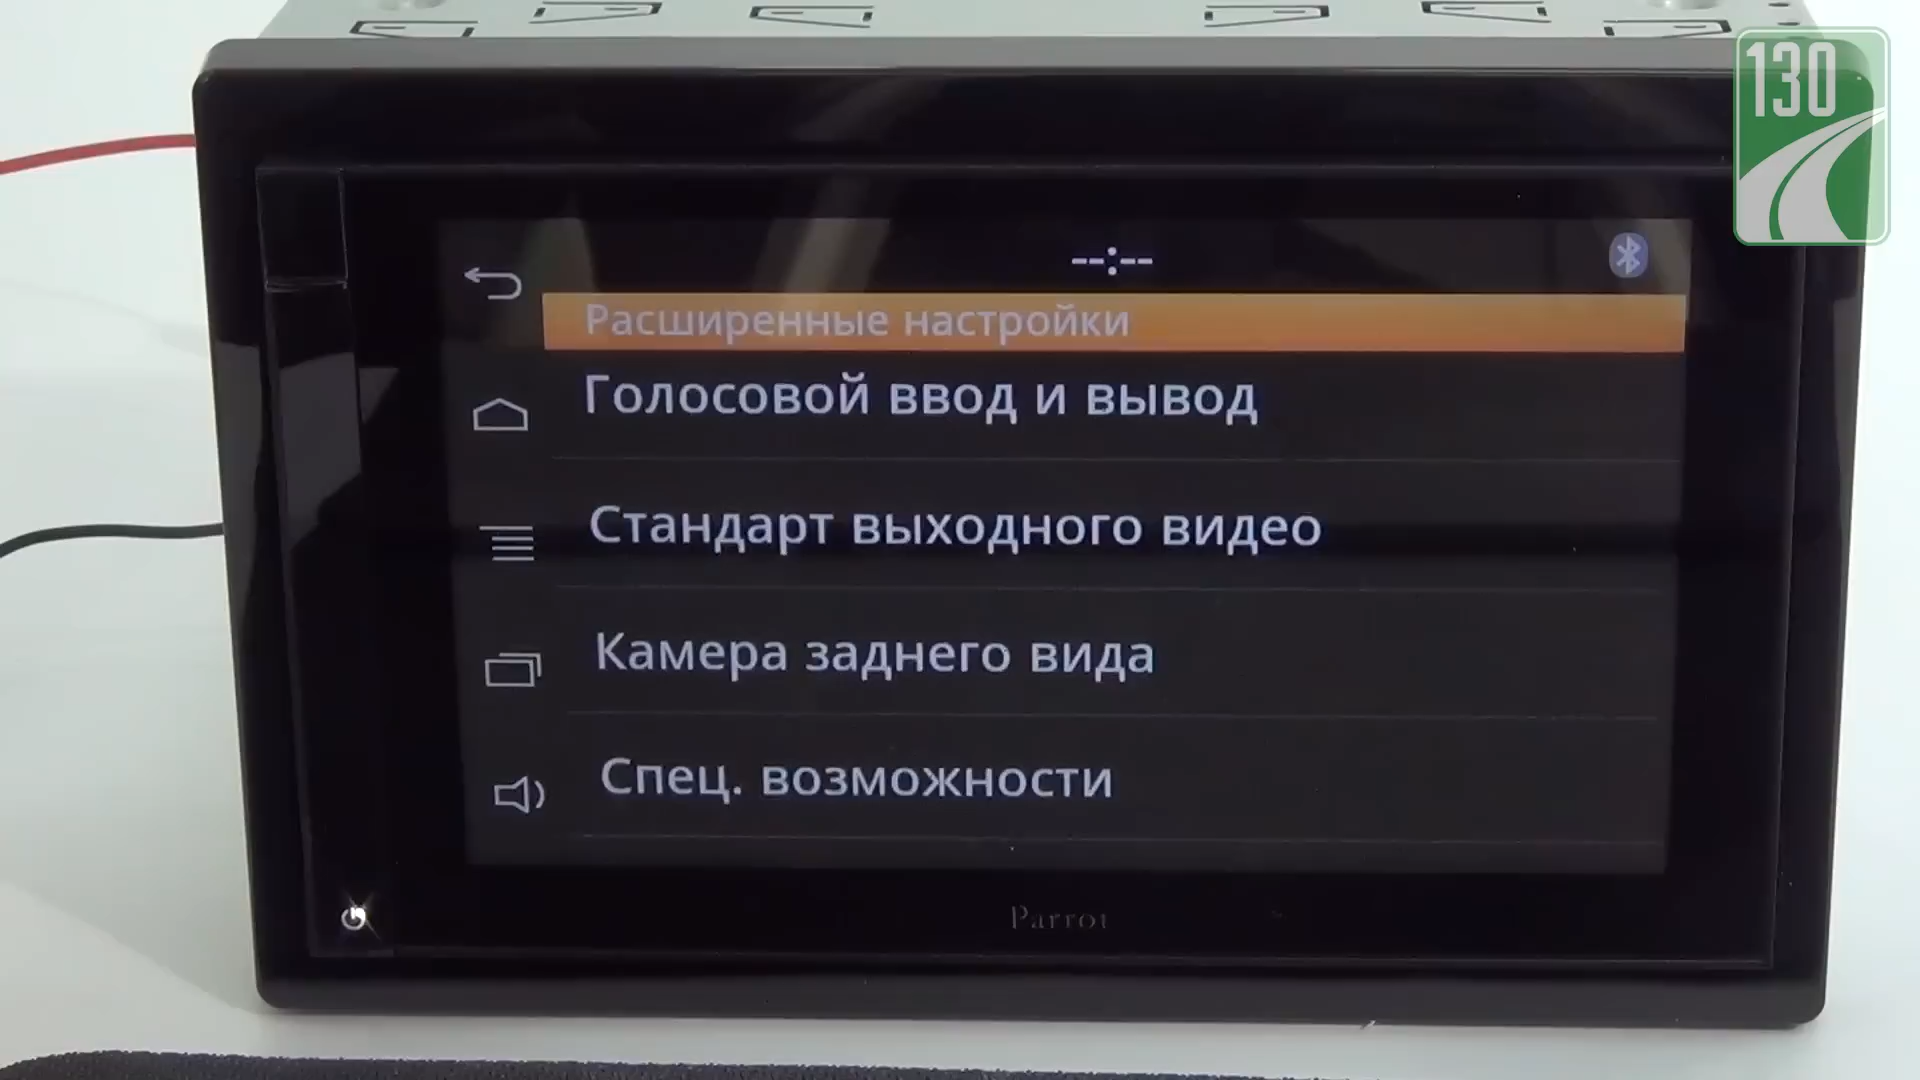 130
--:--
Расширенные настройки
Голосовой ввод и вывод
Стандарт выходного видео
Камера заднего вида
Спец. возможности
Parrot